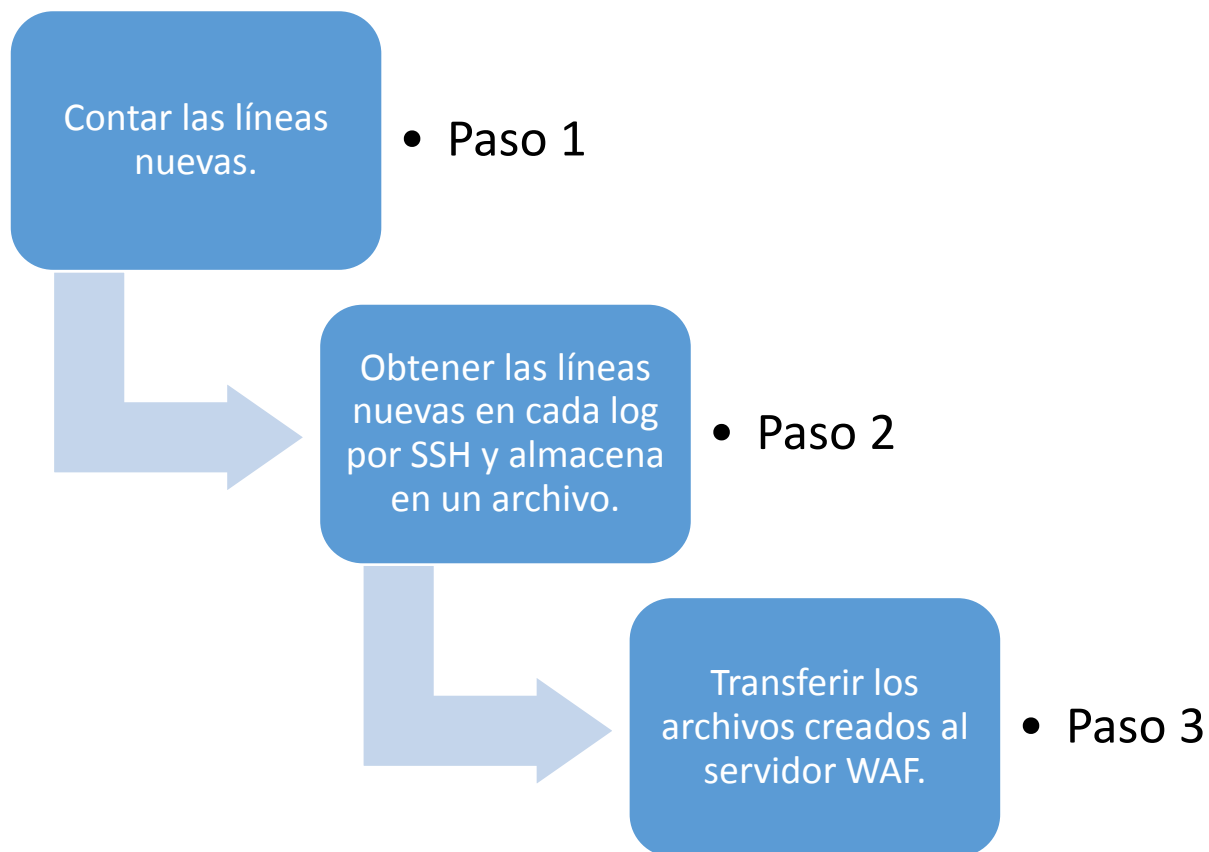 Contar las líneas
nuevas.
• Paso 1
Obtener las líneas
nuevas en cada log
por SSH y almacena
en un archivo.
• Paso 2
Transferir los
archivos creados al
servidor WAF.
• Paso 3